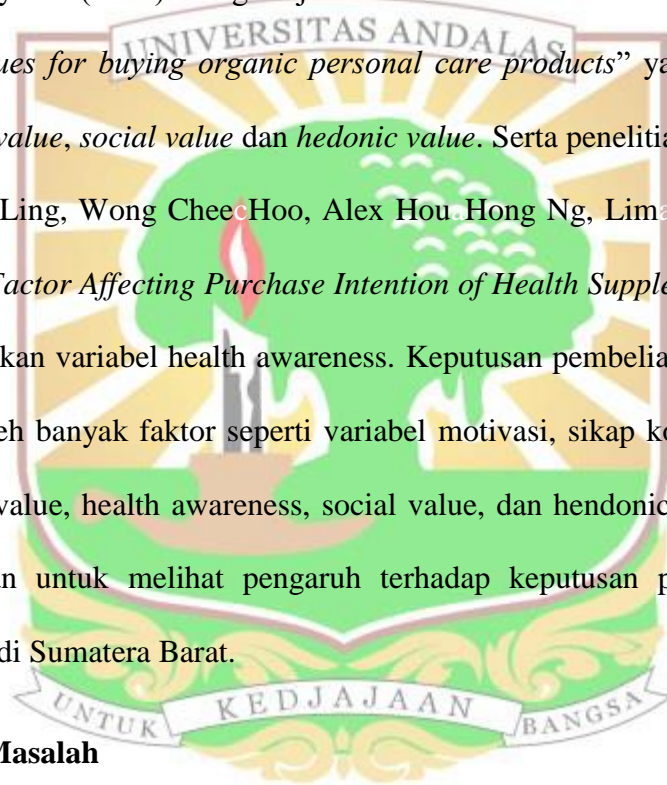 (
UNIVERSITAS ANDALAS
ues for buying organic personal care products” ya
value, social value dan hedonic value. Serta penelitia
Ling, Wong Chee Hoo, Alex Hou Hong Ng, Lim
Factor Affecting Purchase Intention of Health Supple
kan variabel health awareness. Keputusan pembelia
eh banyak faktor seperti variabel motivasi, sikap ko
value, health awareness, social value, dan hendonic
an untuk melihat pengaruh terhadap keputusan p
di Sumatera Barat.
UNTUK KEDJAJAAN BANGSA
Masalah